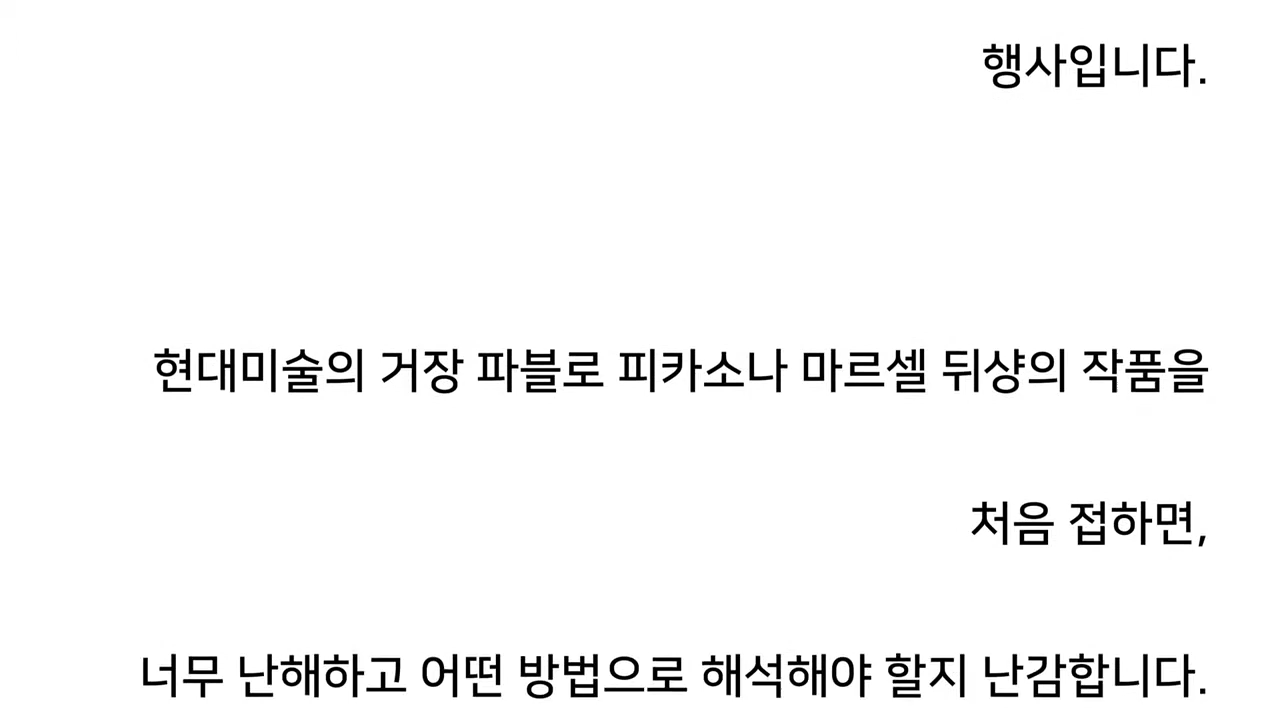 행사입니다.
현대미술의 거장 파블로 피카소나 마르셀 뒤샹의 작품을
처음 접하면,
너무 난해하고 어떤 방법으로 해석해야 할지 난감합니다.